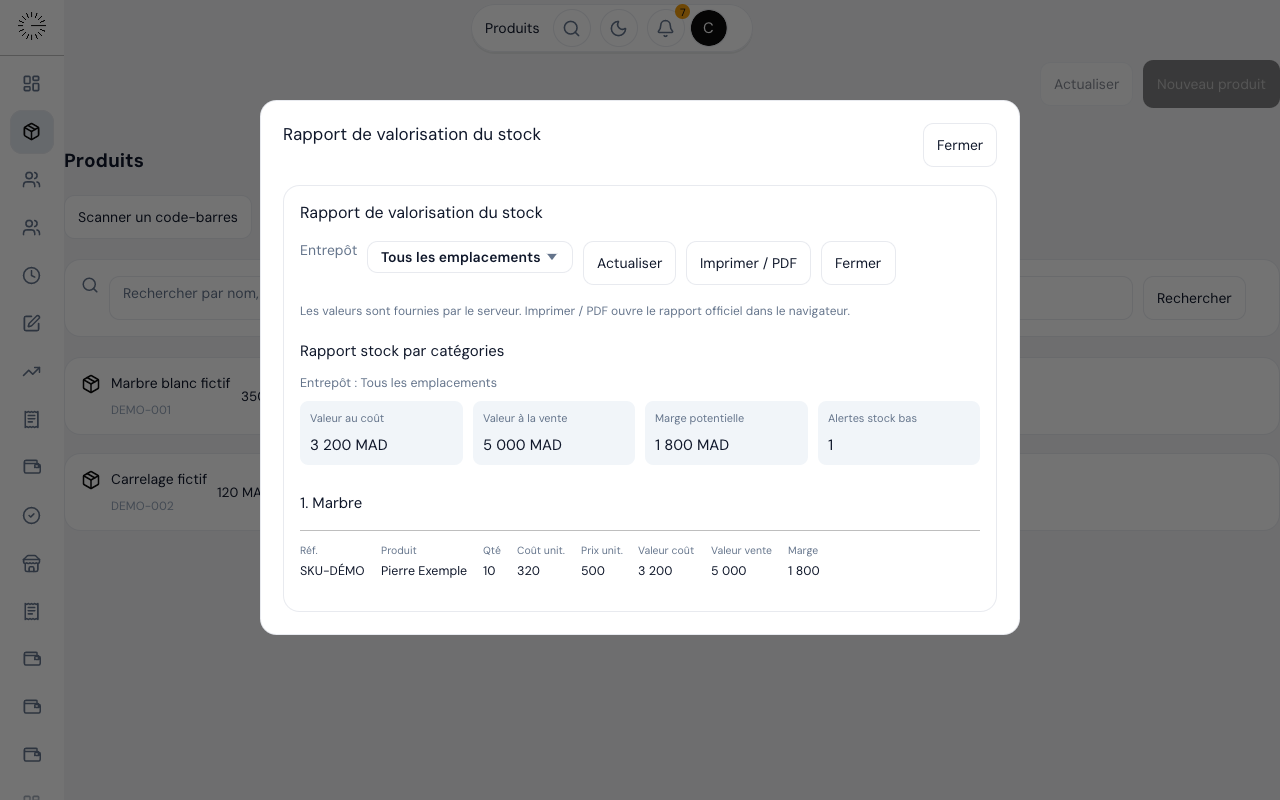 Produits
7
C
Actualiser
Nouveau produit
Produits
Scanner un code-barres
Rechercher par nom,
Rechercher
Marbre blanc fictif
DEMO-001
350
Carrelage fictif
DEMO-002
120 MA
Rapport de valorisation du stock
Fermer
Rapport de valorisation du stock
Entrepôt
Tous les emplacements
Actualiser
Imprimer / PDF
Fermer
Les valeurs sont fournies par le serveur. Imprimer / PDF ouvre le rapport officiel dans le navigateur.
Rapport stock par catégories
Entrepôt : Tous les emplacements
Valeur au coût
3 200 MAD
Valeur à la vente
5 000 MAD
Marge potentielle
1 800 MAD
Alertes stock bas
1
1. Marbre
Réf. Produit Qté Coût unit. Prix unit. Valeur coût Valeur vente Marge
SKU-DÉMO Pierre Exemple 10 320 500 3 200 5 000 1 800